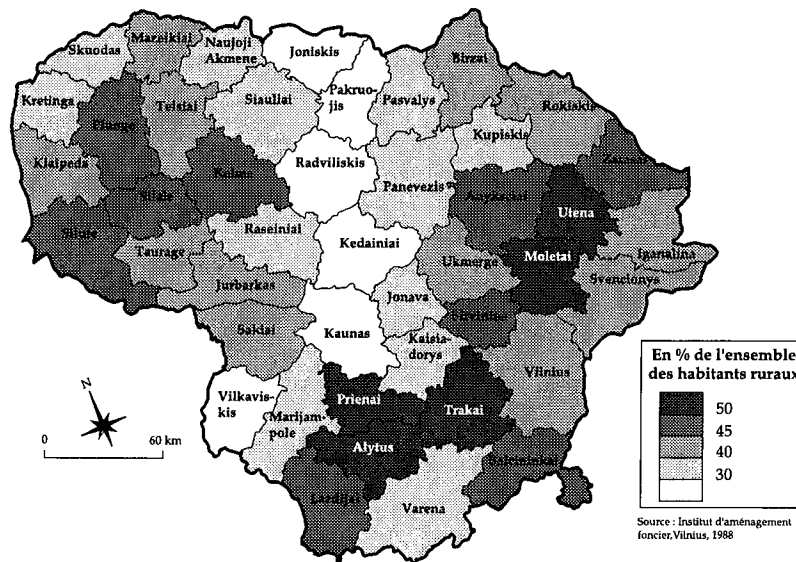 Mazeikiai
Naujoji
Akmene
Skuodas
Joniskis
Birzai
Pakruo-
jis
Pasvalys
Kretinga
Telsiai
Siauliai
Rokiskis
Plunge
Kupiskis
Klaipeda
Radviliskis
Zarasai
Kelme
Panevezis
Silale
Anyksciai
Utena
Silute
Raseiniai
Kedainiai
Taurage
Ukmerge
Moletai
Iganalina
Svencionys
Jurbarkas
Jonava
Sakiai
Kaunas
Sirvintus
Kaisia-
dorys
Vilnius
Vilkavis-
kis
Marijam-
pole
Prienai
Trakai
Alytus
Salcininkai
Lazdijai
Varena
N
0 60 km
En % de l'ensemble
des habitants ruraux
50
45
40
30
Source : Institut d'aménagement
foncier, Vilnius, 1988